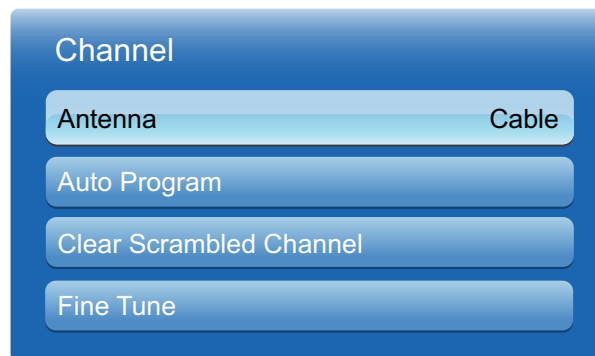 Channel
Antenna Cable
Auto Program
Clear Scrambled Channel
Fine Tune